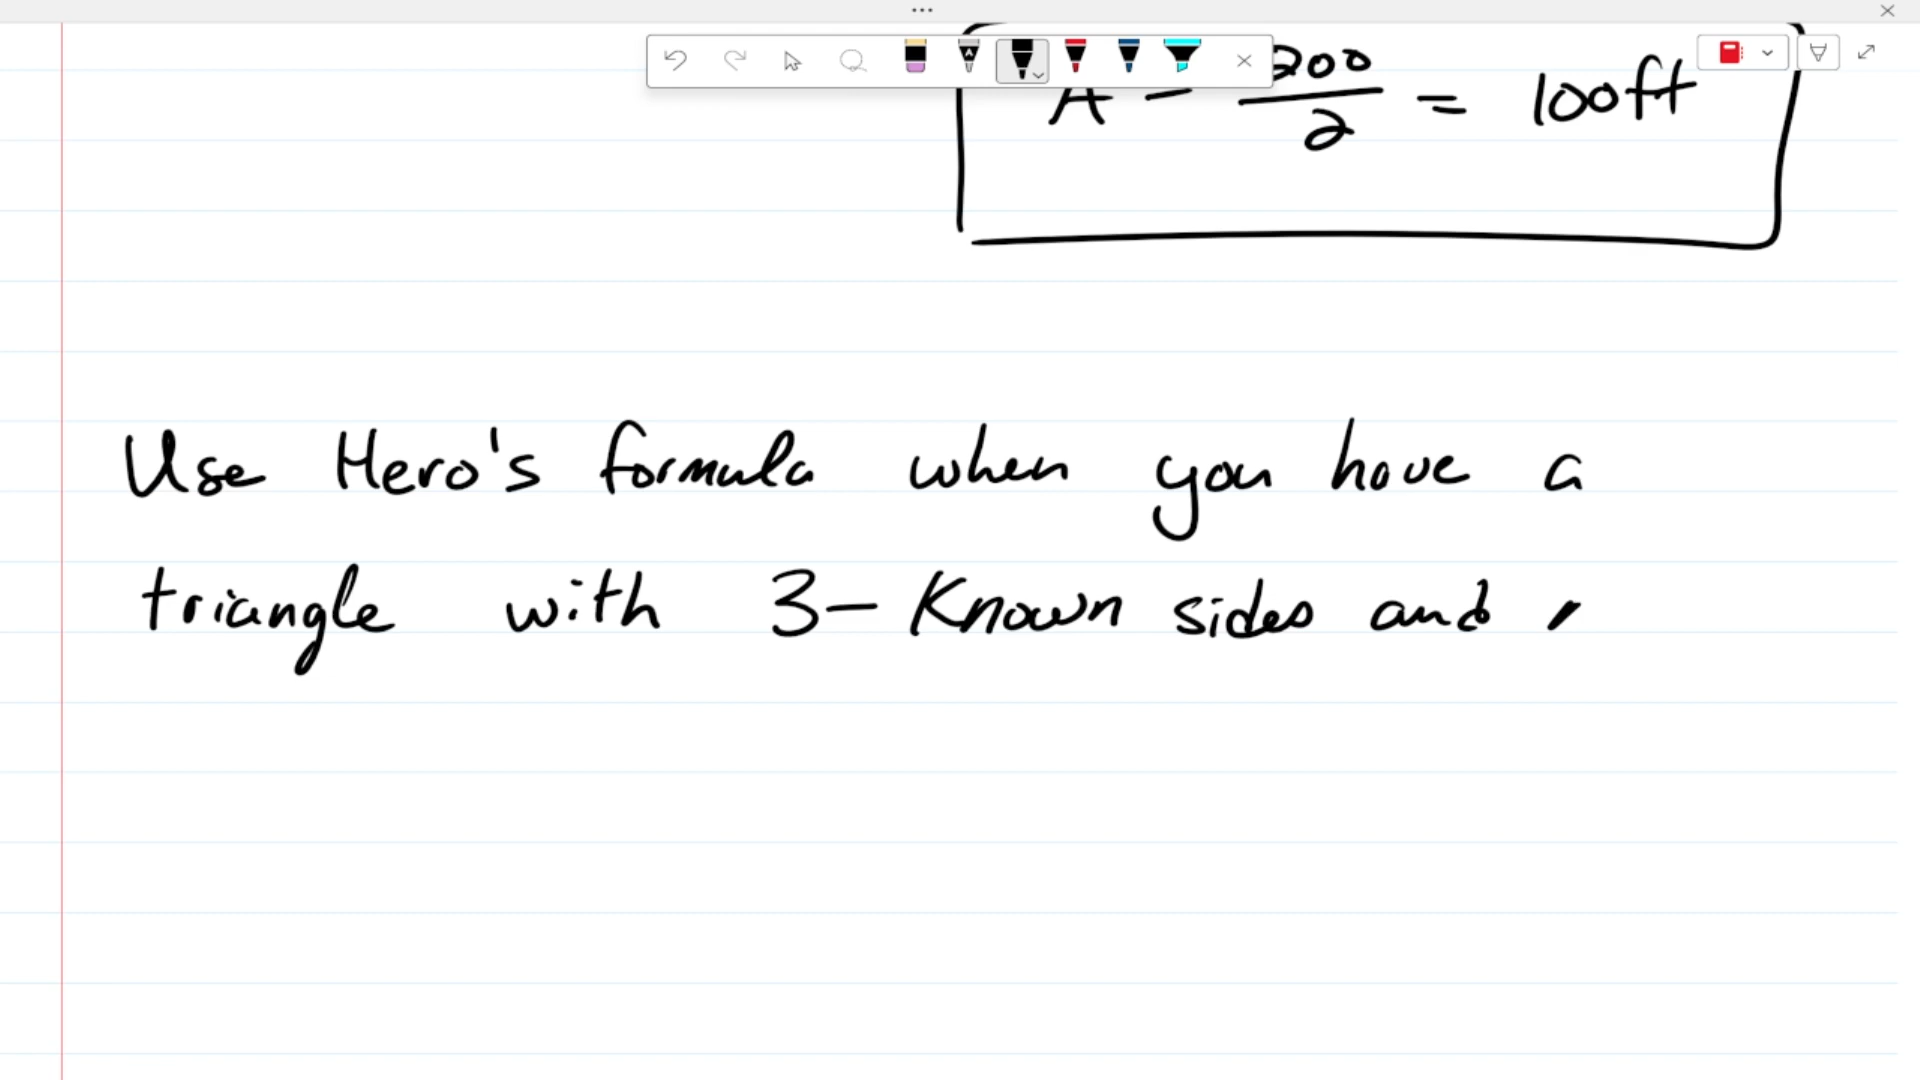 A = 200/2 = 100ft
Use Hero's formula when you have a
triangle with 3- Known sides and